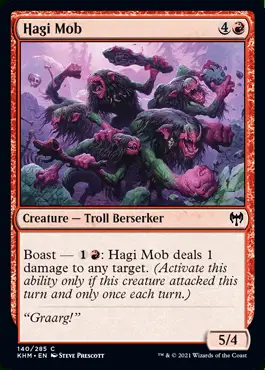 Hagi Mob 4
Creature — Troll Berserker
Boast — 1 : Hagi Mob deals 1
damage to any target. (Activate this
ability only if this creature attacked this
turn and only once each turn.)
“Graarg!”
5/4
140/285 C
KHM • EN Steve Prescott ™ & © 2021 Wizards of the Coast